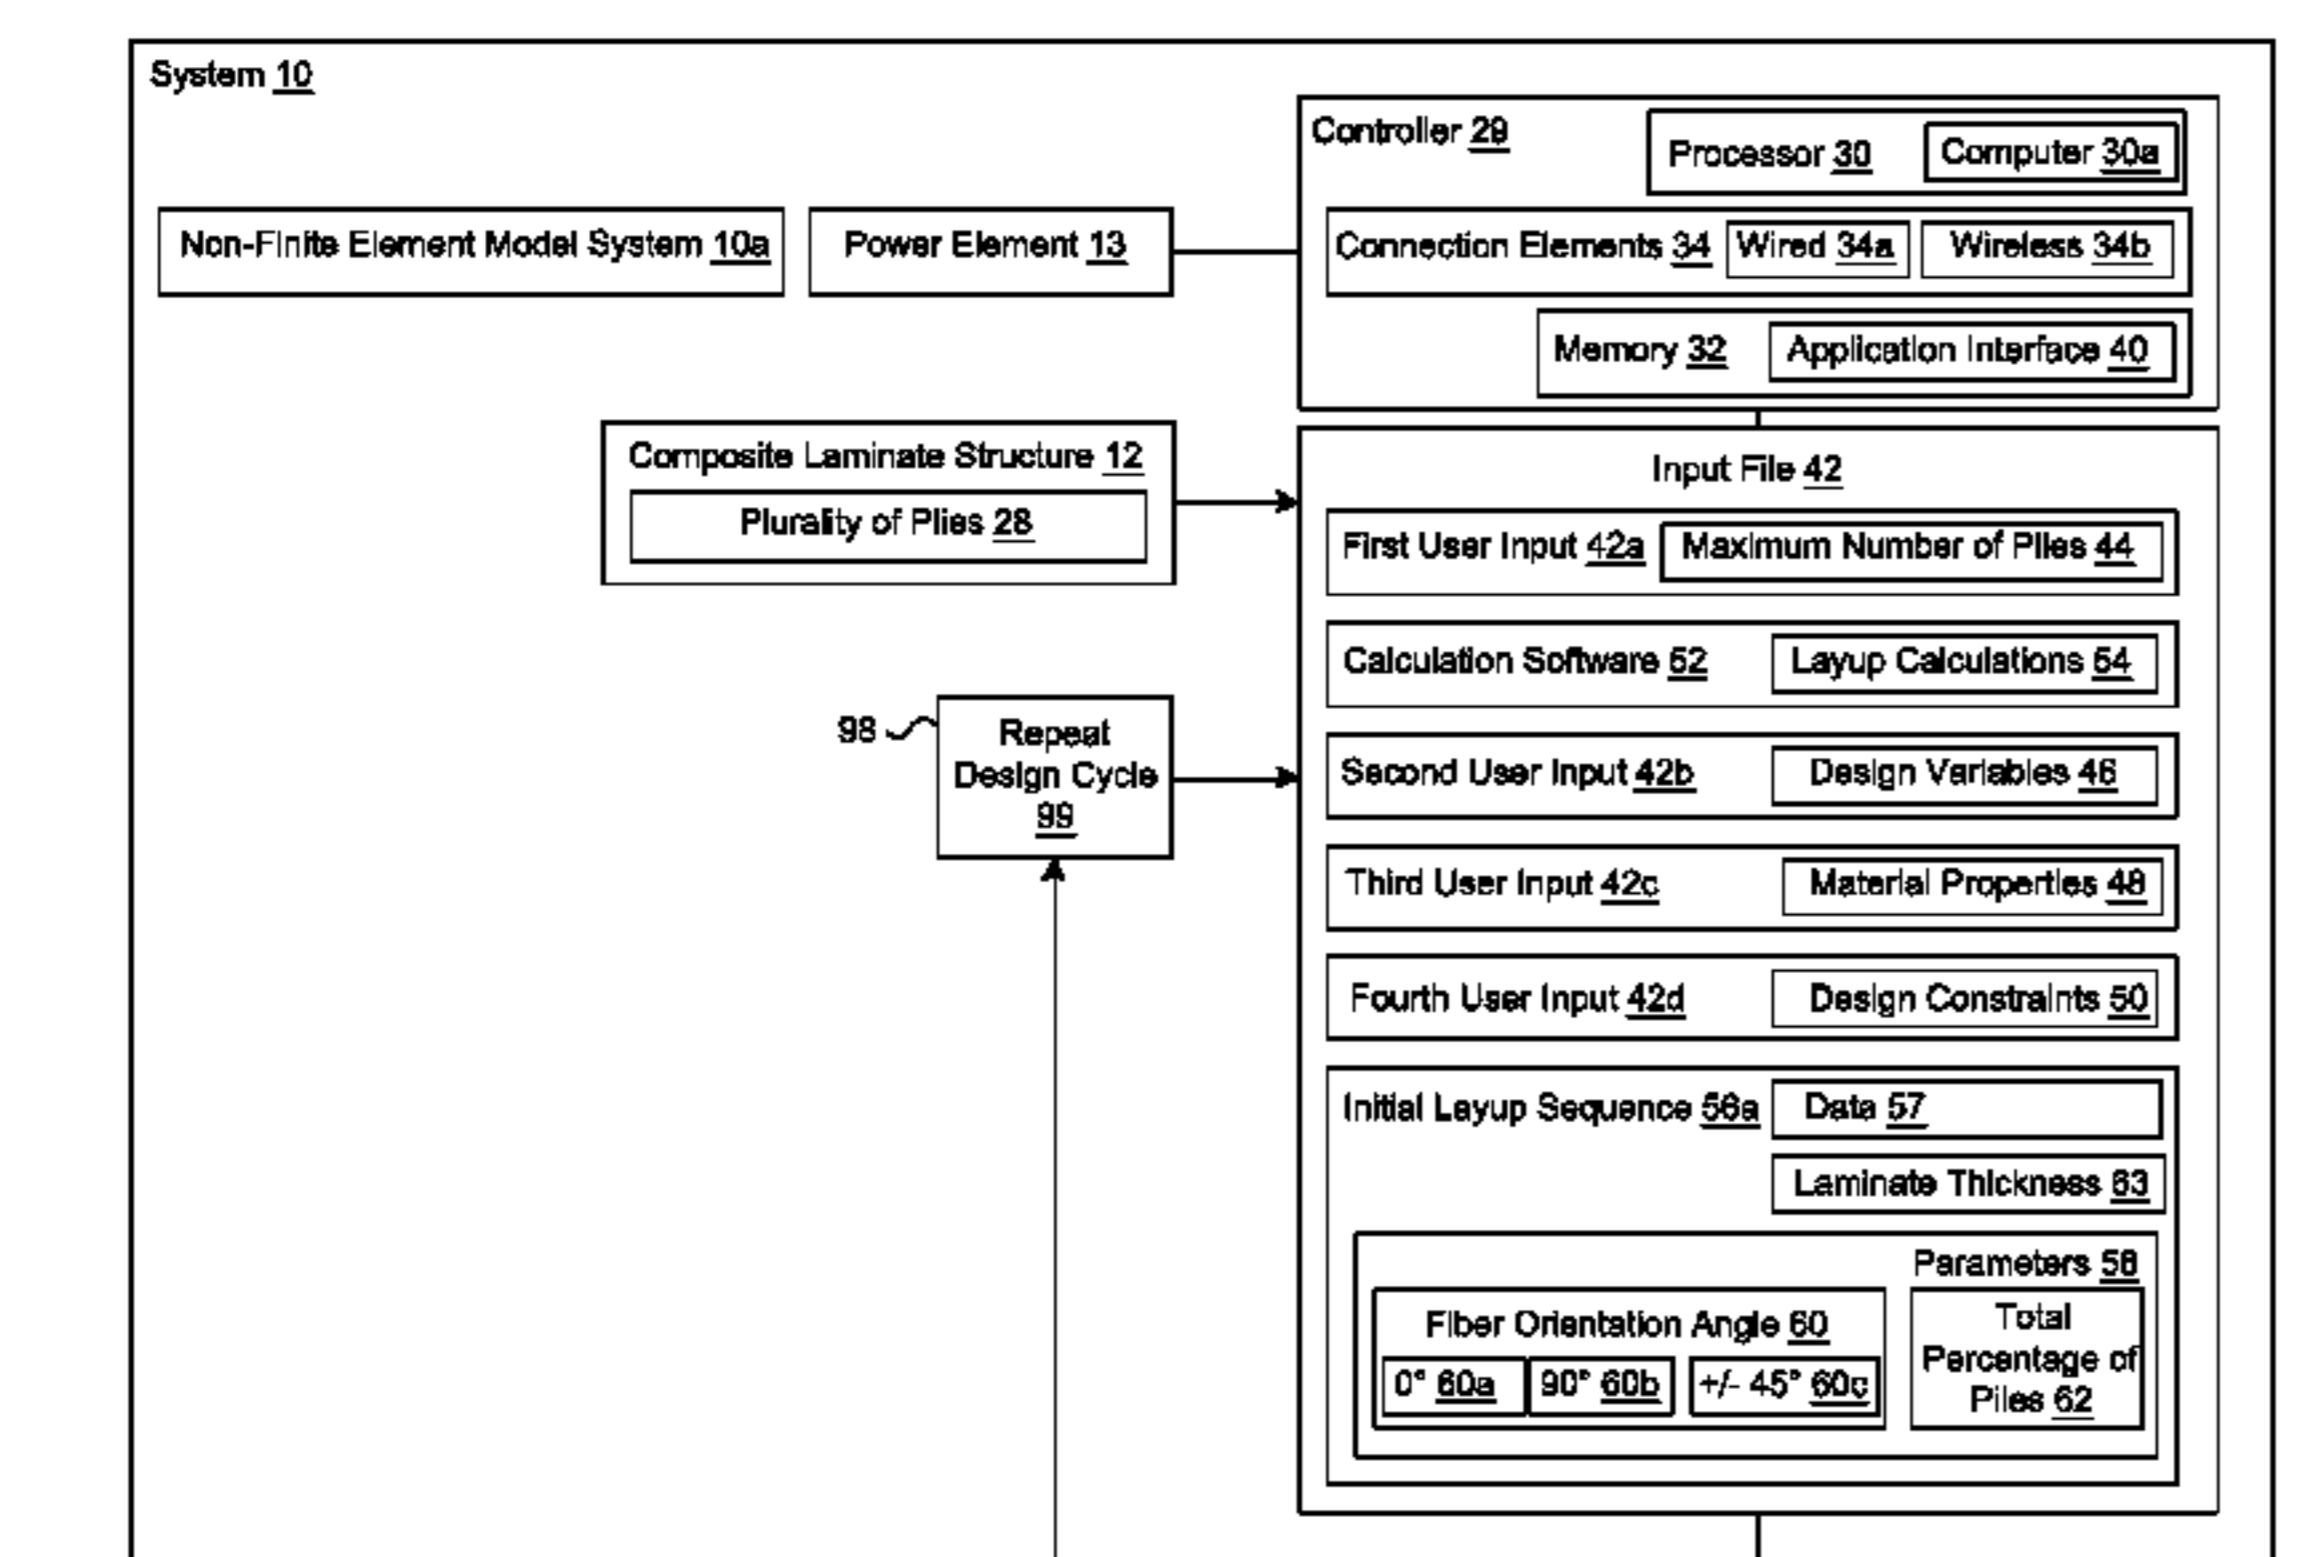 System 10
Controller 29
Processor 30
Computer 30a
Non-Finite Element Model System 10a
Power Element 13
Connection Elements 34
Wired 34a
Wireless 34b
Memory 32
Application Interface 40
Composite Laminate Structure 12
Plurality of Plies 28
Input File 42
First User Input 42a
Maximum Number of Plies 44
Calculation Software 52
Layup Calculations 54
98
Repeat
Design Cycle
99
Second User Input 42b
Design Variables 46
Third User Input 42c
Material Properties 48
Fourth User Input 42d
Design Constraints 50
Initial Layup Sequence 56a
Data 57
Laminate Thickness 63
Parameters 58
Fiber Orientation Angle 60
0° 60a
90° 60b
+/- 45° 60c
Total
Percentage of
Plies 62